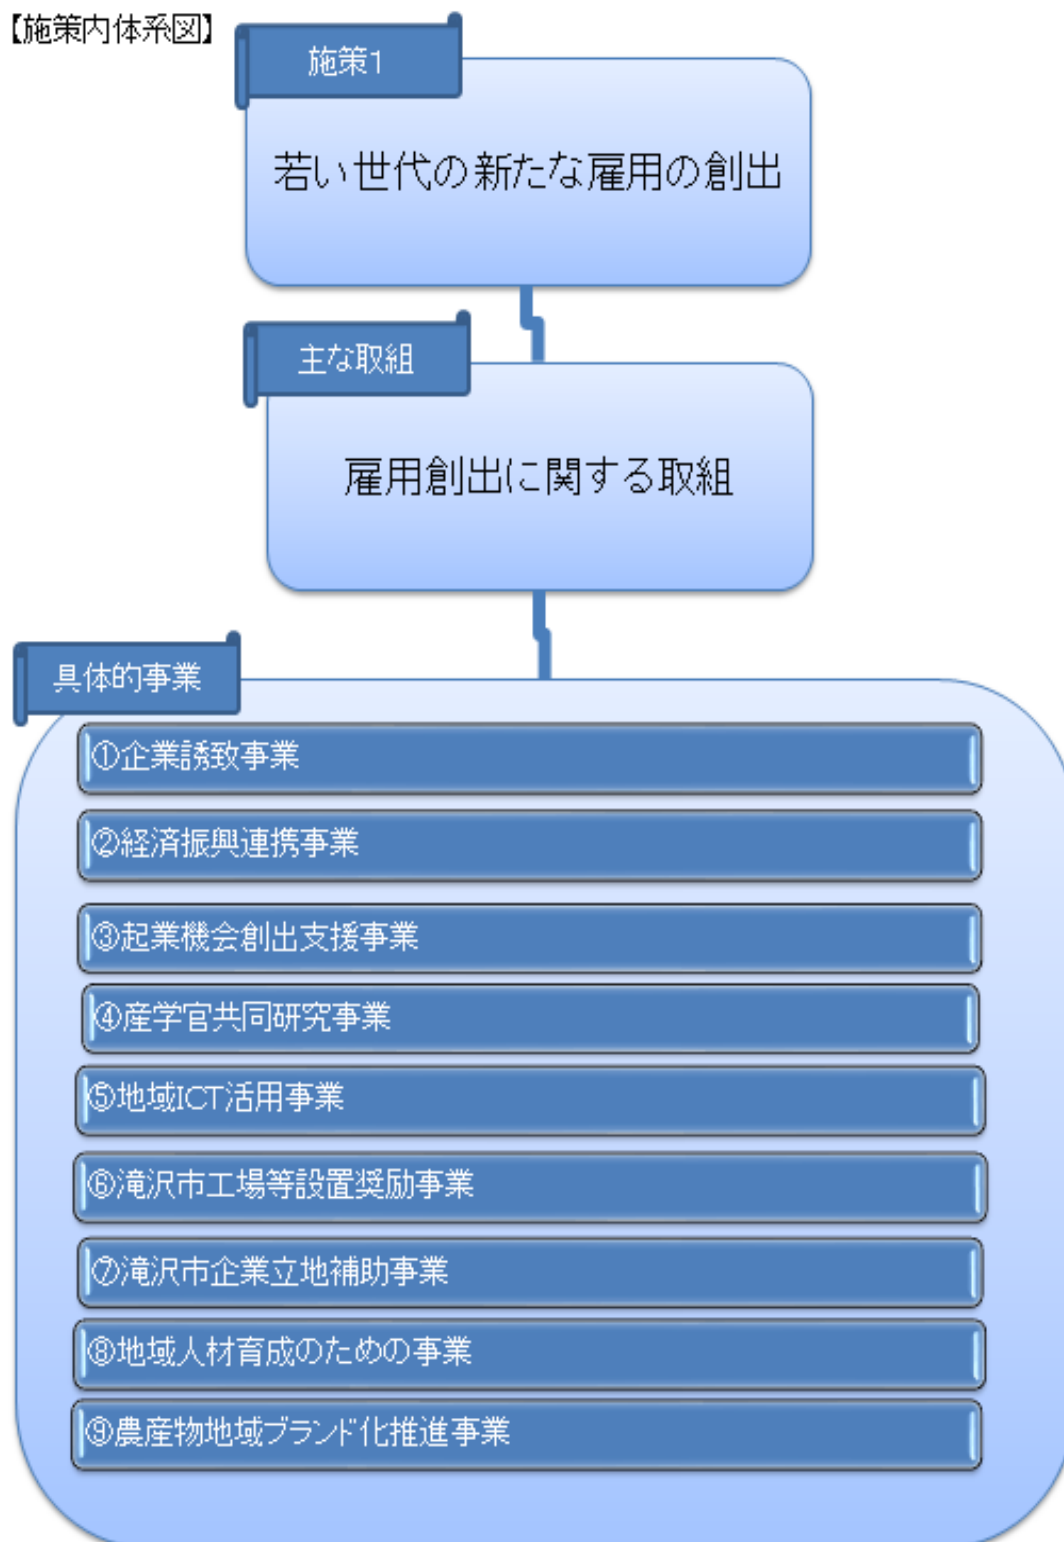 【施策内体系図】
施策1
若い世代の新たな雇用の創出
主な取組
雇用創出に関する取組
具体的事業
①企業誘致事業
②経済振興連携事業
③起業機会創出支援事業
④産学官共同研究事業
⑤地域ICT活用事業
⑥滝沢市工場等設置奨励事業
⑦滝沢市企業立地補助事業
⑧地域人材育成のための事業
⑨農産物地域ブランド化推進事業